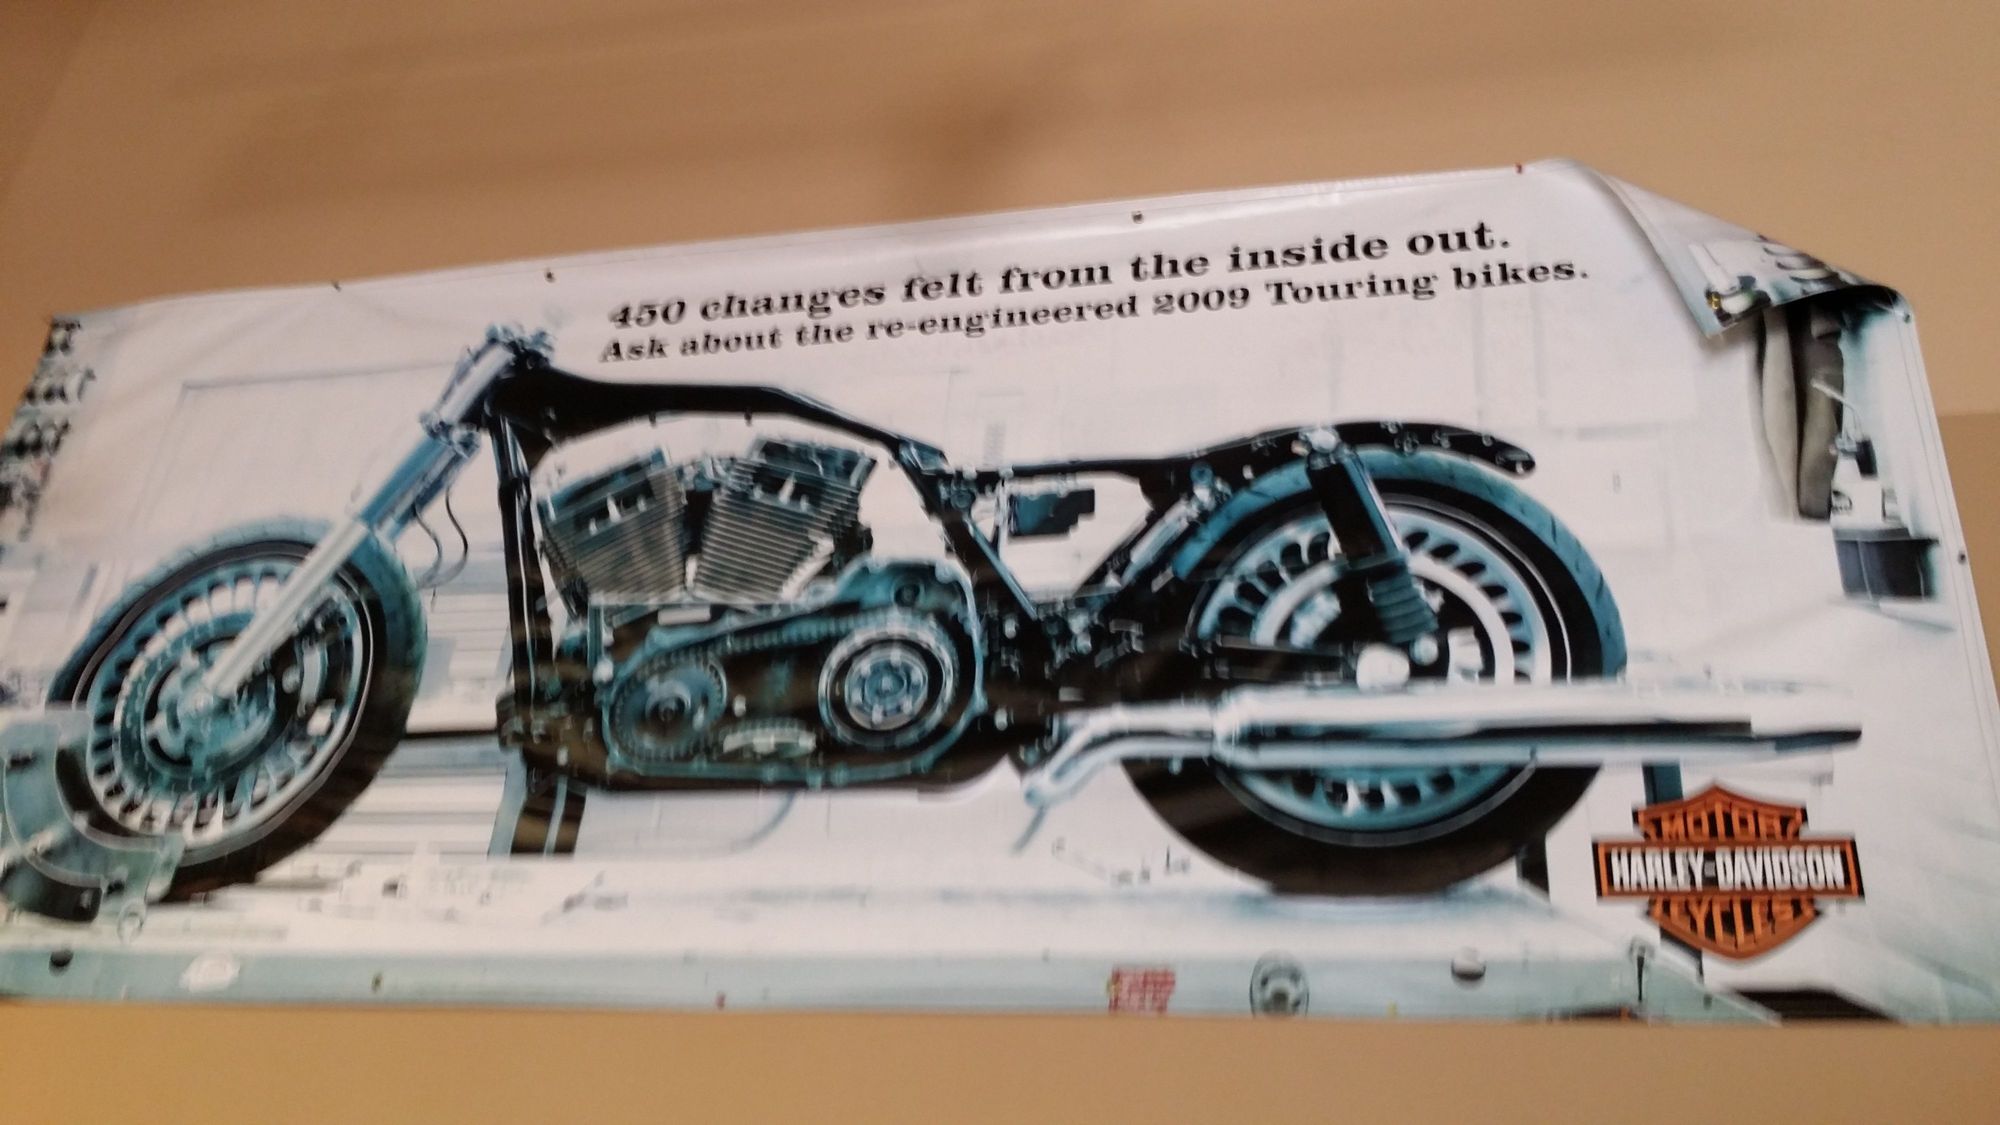 450 changes felt from the inside out.
Ask about the re-engineered 2009 Touring bikes.
MOTOR
HARLEY-DAVIDSON
CYCLES